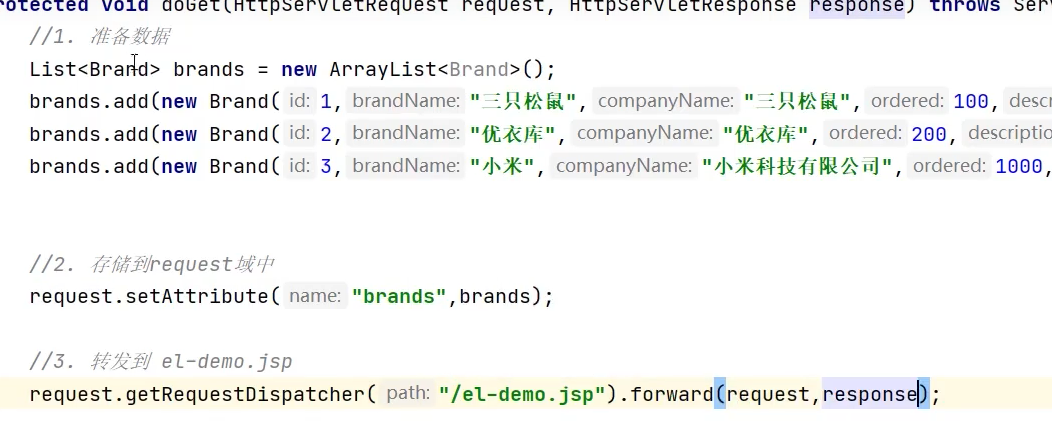 rotected void doGet(HttpServletRequest request, HttpServletResponse response) throws Serv
//1. 准备数据
List<Brand> brands = new ArrayList<Brand>();
brands.add(new Brand( id: 1, brandName: "三只松鼠", companyName: "三只松鼠", ordered: 100, descr
brands.add(new Brand( id: 2, brandName: "优衣库", companyName: "优衣库", ordered: 200, description
brands.add(new Brand( id: 3, brandName: "小米", companyName: "小米科技有限公司", ordered: 1000,
//2. 存储到request域中
request.setAttribute( name: "brands",brands);
//3. 转发到 el-demo.jsp
request.getRequestDispatcher( path: "/el-demo.jsp").forward(request,response);